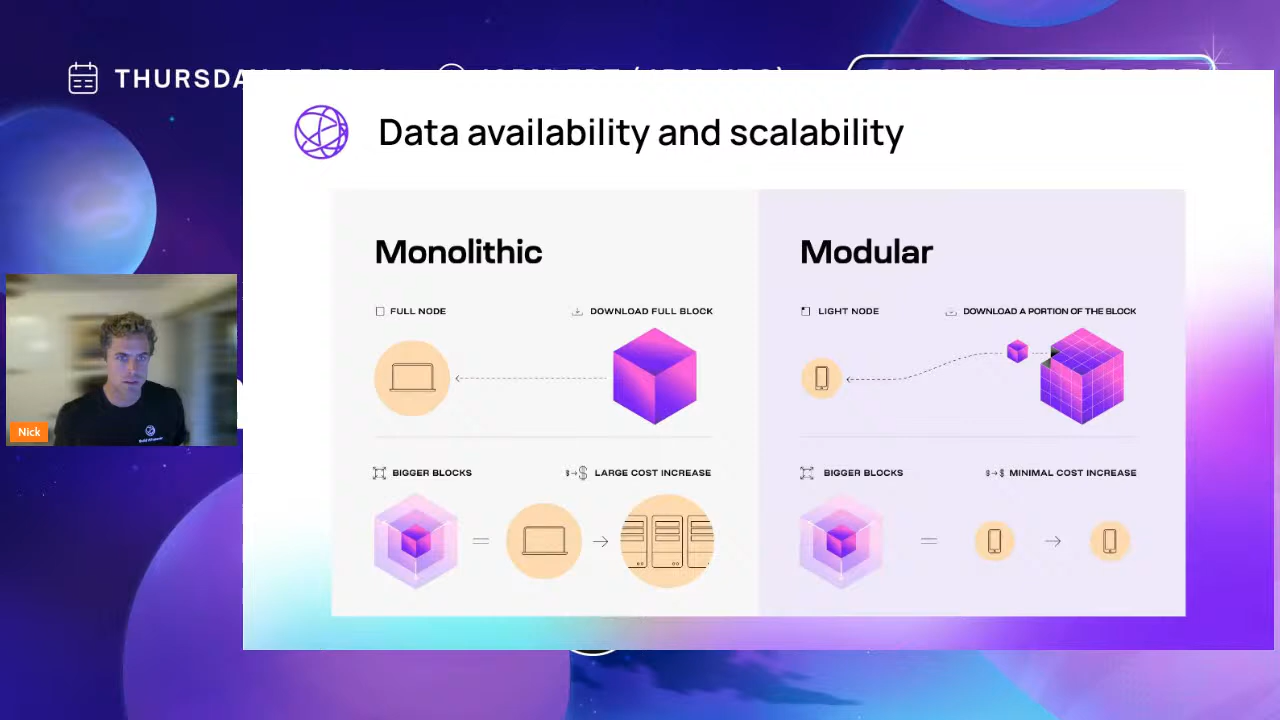 THURSDA
Data availability and scalability
Monolithic
FULL NODE
DOWNLOAD FULL BLOCK
BIGGER BLOCKS
$→$ LARGE COST INCREASE
Modular
LIGHT NODE
DOWNLOAD A PORTION OF THE BLOCK
BIGGER BLOCKS
$→$ MINIMAL COST INCREASE
Nick